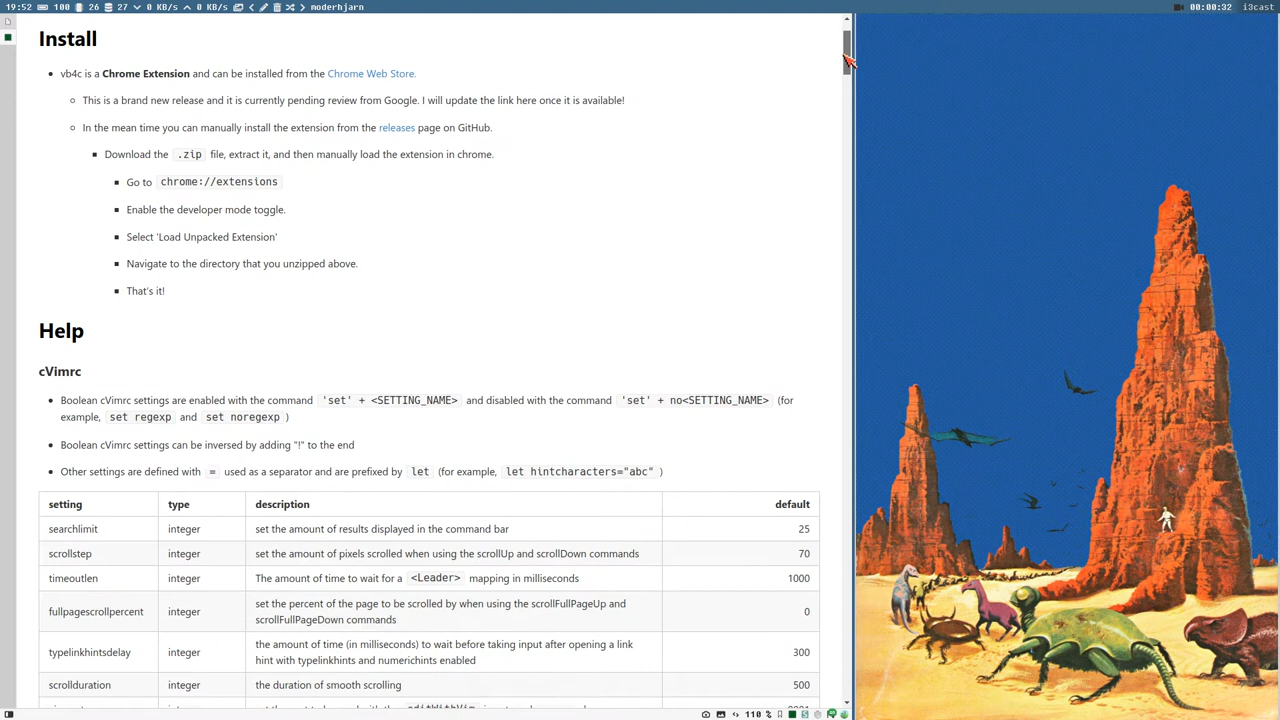 19:52 100 26 27 0 KB/s 0 KB/s moderhjarn 00:00:32 i3cast
Install
vb4c is a Chrome Extension and can be installed from the Chrome Web Store.
This is a brand new release and it is currently pending review from Google. I will update the link here once it is available!
In the mean time you can manually install the extension from the releases page on GitHub.
Download the .zip file, extract it, and then manually load the extension in chrome.
Go to chrome://extensions
Enable the developer mode toggle.
Select 'Load Unpacked Extension'
Navigate to the directory that you unzipped above.
That's it!
Help
cVimrc
Boolean cVimrc settings are enabled with the command 'set' + <SETTING_NAME> and disabled with the command 'set' + no<SETTING_NAME> (for
example, set regexp and set noregexp )
Boolean cVimrc settings can be inversed by adding "!" to the end
Other settings are defined with = used as a separator and are prefixed by let (for example, let hintcharacters="abc" )
setting type description default
searchlimit integer set the amount of results displayed in the command bar 25
scrollstep integer set the amount of pixels scrolled when using the scrollUp and scrollDown commands 70
timeoutlen integer The amount of time to wait for a <Leader> mapping in milliseconds 1000
fullpagescrollpercent integer set the percent of the page to be scrolled by when using the scrollFullPageUp and
scrollFullPageDown commands 0
typelinkhintsdelay integer the amount of time (in milliseconds) to wait before taking input after opening a link
hint with typelinkhints and numerichints enabled 300
scrollduration integer the duration of smooth scrolling 500
110 %